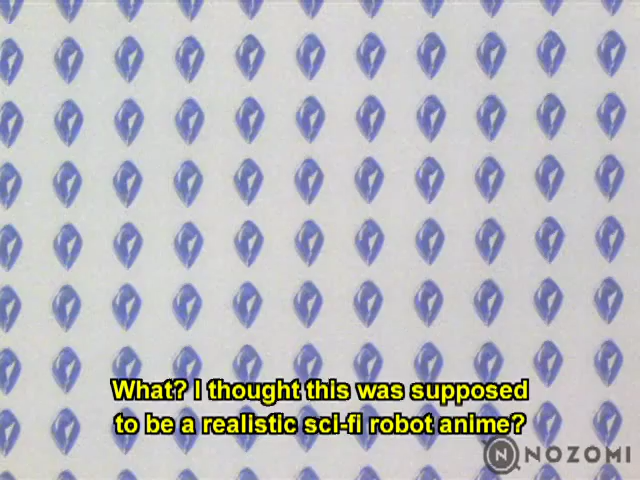 What? I thought this was supposed
to be a realistic sci-fi robot anime?
NOZOMI